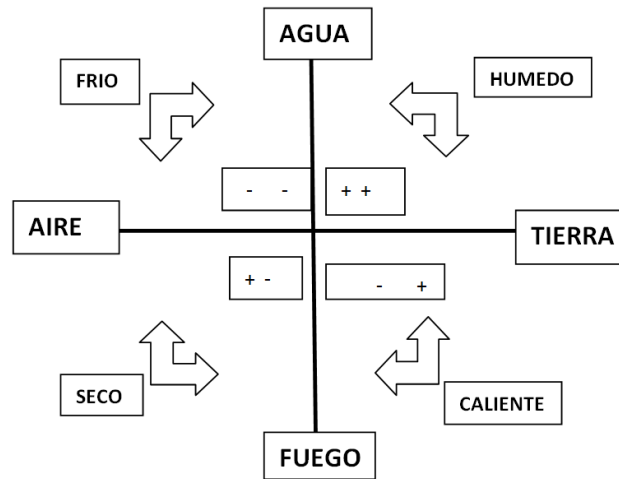 AGUA
FRIO
HUMEDO
- -
+ +
AIRE
TIERRA
+ -
- +
SECO
CALIENTE
FUEGO